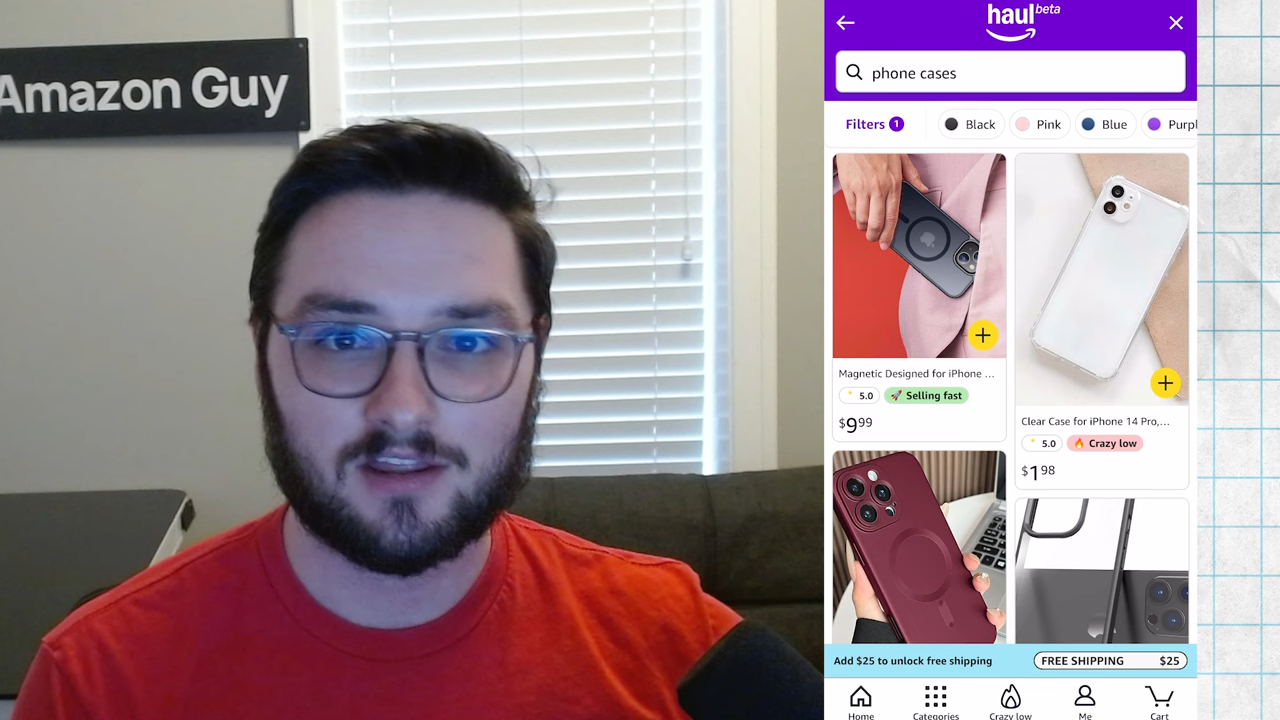 Amazon Guy
haul beta
phone cases
Filters 1
Black
Pink
Blue
Purpl
Magnetic Designed for iPhone ...
5.0
🚀 Selling fast
$9 99
Clear Case for iPhone 14 Pro,...
5.0
🔥 Crazy low
$1 98
Add $25 to unlock free shipping
FREE SHIPPING $25
Home
Categories
Crazy low
Me
Cart